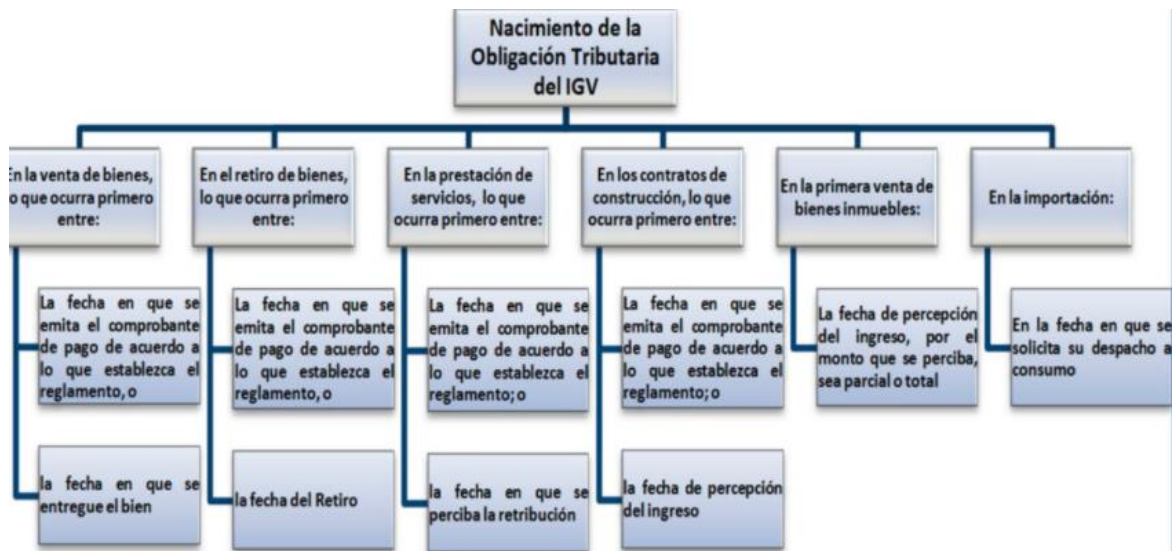 Nacimiento de la
Obligación Tributaria
del IGV
En la venta de bienes,
lo que ocurra primero
entre:
En el retiro de bienes,
lo que ocurra primero
entre:
En la prestación de
servicios, lo que
ocurra primero entre:
En los contratos de
construcción, lo que
ocurra primero entre:
En la primera venta de
bienes inmuebles:
En la importación:
La fecha en que se
emita el comprobante
de pago de acuerdo a
lo que establezca el
reglamento, o
La fecha en que se
emita el comprobante
de pago de acuerdo a
lo que establezca el
reglamento, o
La fecha en que se
emita el comprobante
de pago de acuerdo a
lo que establezca el
reglamento; o
La fecha en que se
emita el comprobante
de pago de acuerdo a
lo que establezca el
reglamento; o
La fecha de percepción
del ingreso, por el
monto que se perciba,
sea parcial o total
En la fecha en que se
solicita su despacho a
consumo
la fecha en que se
entregue el bien
la fecha del Retiro
la fecha en que se
perciba la retribución
la fecha de percepción
del ingreso